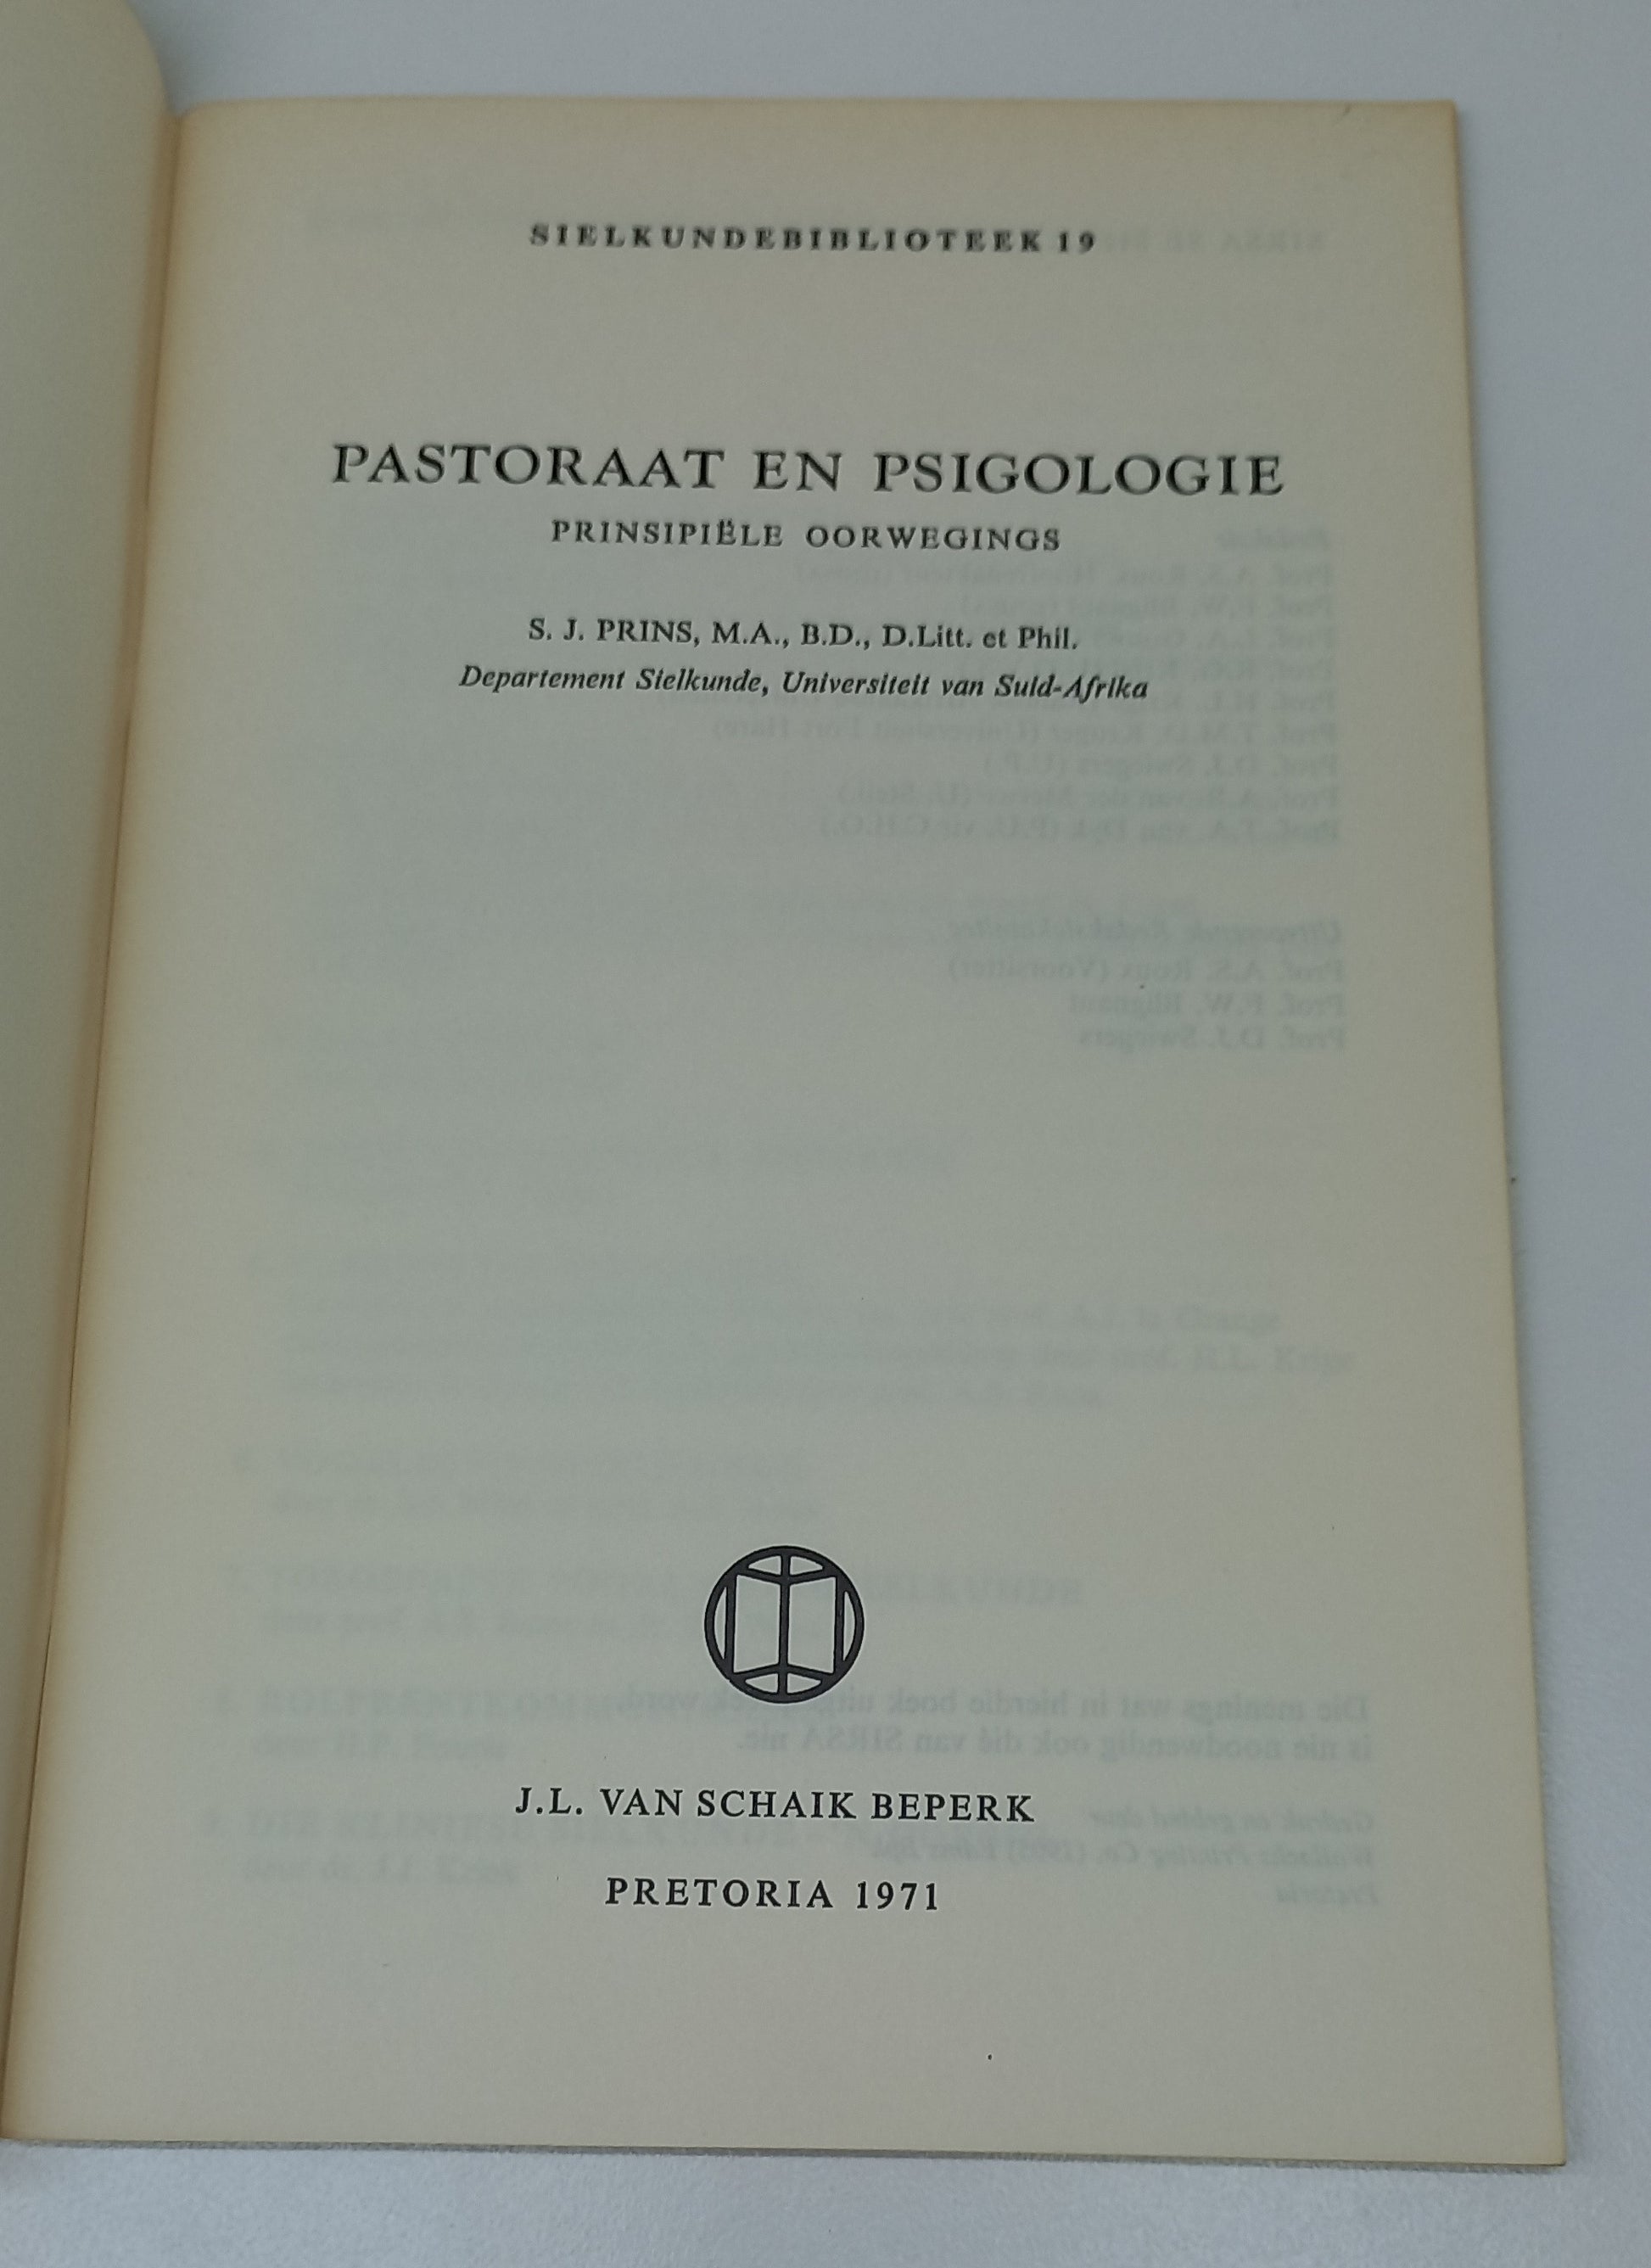 SIELKUNDEBIBLIOTEEK 19
PASTORAAT EN PSIGOLOGIE
PRINSIPIËLE OORWEGINGS
S. J. PRINS, M.A., B.D., D.Litt. et Phil.
Departement Sielkunde, Universiteit van Suid-Afrika
J.L. VAN SCHAIK BEPERK
PRETORIA 1971